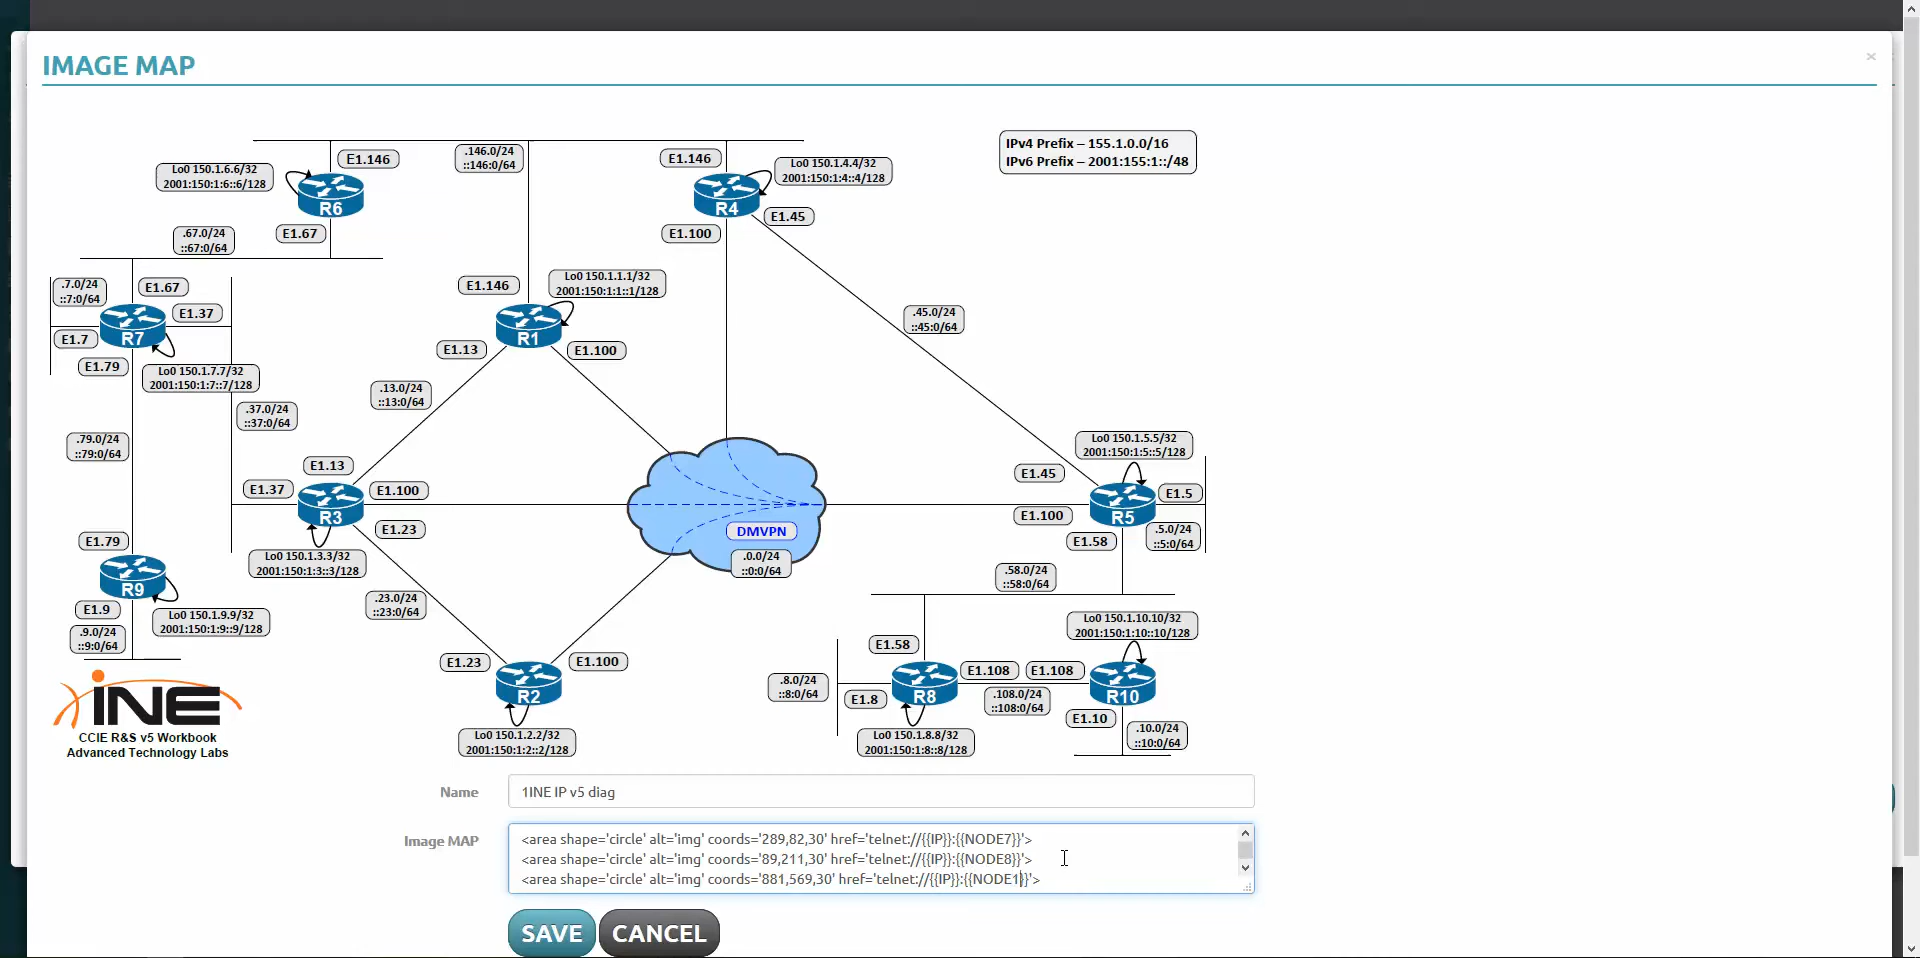 IMAGE MAP
×
IPv4 Prefix – 155.1.0.0/16
IPv6 Prefix – 2001:155:1::/48
Lo0 150.1.6.6/32
2001:150:1:6::6/128
E1.146
R6
E1.67
.67.0/24
::67:0/64
.146.0/24
::146:0/64
E1.146
Lo0 150.1.4.4/32
2001:150:1:4::4/128
R4
E1.45
E1.100
.7.0/24
::7:0/64
E1.67
E1.37
E1.7
R7
E1.79
Lo0 150.1.7.7/32
2001:150:1:7::7/128
E1.146
Lo0 150.1.1.1/32
2001:150:1:1::1/128
R1
E1.13
E1.100
.45.0/24
::45:0/64
.13.0/24
::13:0/64
.37.0/24
::37:0/64
.79.0/24
::79:0/64
E1.13
E1.37
E1.100
R3
E1.23
Lo0 150.1.3.3/32
2001:150:1:3::3/128
DMVPN
.0.0/24
::0:0/64
Lo0 150.1.5.5/32
2001:150:1:5::5/128
E1.45
E1.5
E1.100
R5
.5.0/24
::5:0/64
E1.58
.58.0/24
::58:0/64
E1.79
R9
E1.9
.9.0/24
::9:0/64
Lo0 150.1.9.9/32
2001:150:1:9::9/128
.23.0/24
::23:0/64
E1.23
E1.100
R2
Lo0 150.1.2.2/32
2001:150:1:2::2/128
E1.58
.8.0/24
::8:0/64
E1.8
R8
E1.108
E1.108
.108.0/24
::108:0/64
Lo0 150.1.8.8/32
2001:150:1:8::8/128
Lo0 150.1.10.10/32
2001:150:1:10::10/128
R10
E1.10
.10.0/24
::10:0/64
iNE
CCIE R&S v5 Workbook
Advanced Technology Labs
Name
1INE IP v5 diag
Image MAP
<area shape='circle' alt='img' coords='289,82,30' href='telnet://{{IP}}:{{NODE7}}'>
<area shape='circle' alt='img' coords='89,211,30' href='telnet://{{IP}}:{{NODE8}}'>
<area shape='circle' alt='img' coords='881,569,30' href='telnet://{{IP}}:{{NODE1}}'>
SAVE
CANCEL